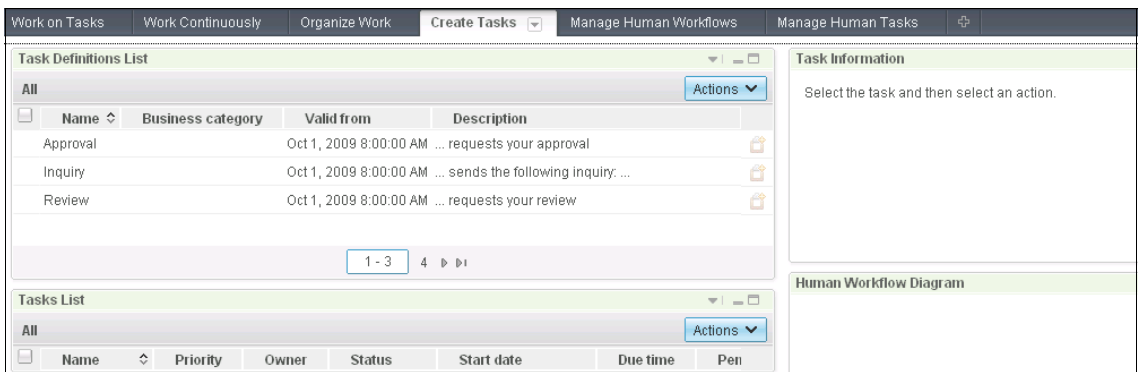 Work on Tasks Work Continuously Organize Work Create Tasks Manage Human Workflows Manage Human Tasks
Task Definitions List
All Actions
Name Business category Valid from Description
Approval Oct 1, 2009 8:00:00 AM ... requests your approval
Inquiry Oct 1, 2009 8:00:00 AM ... sends the following inquiry: ...
Review Oct 1, 2009 8:00:00 AM ... requests your review
1 - 3 4
Tasks List
All Actions
Name Priority Owner Status Start date Due time Pen
Task Information
Select the task and then select an action.
Human Workflow Diagram